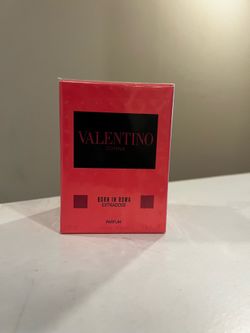 VALENTINO
BORN IN ROMA
EXTRADOSE
PARFUM